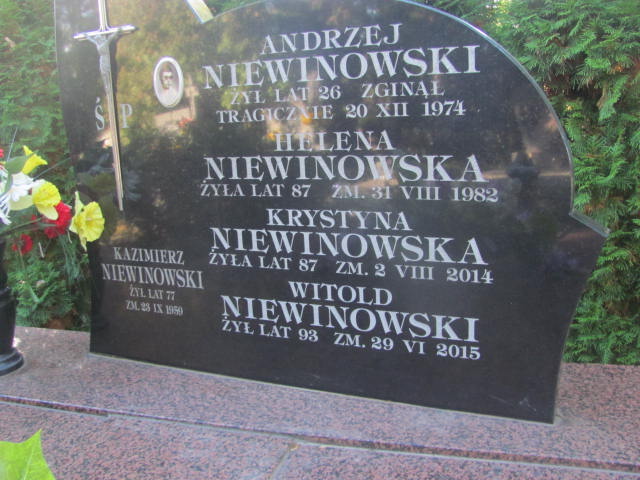 Ś P
ANDRZEJ
NIEWINOWSKI
ŻYŁ LAT 26 ZGINĄŁ
TRAGICZNIE 20 XII 1974
HELENA
NIEWINOWSKA
ŻYŁA LAT 87 ZM. 31 VIII 1982
KRYSTYNA
NIEWINOWSKA
ŻYŁA LAT 87 ZM. 2 VIII 2014
KAZIMIERZ
NIEWINOWSKI
ŻYŁ LAT 77
ZM. 23 IX 1959
WITOLD
NIEWINOWSKI
ŻYŁ LAT 93 ZM. 29 VI 2015